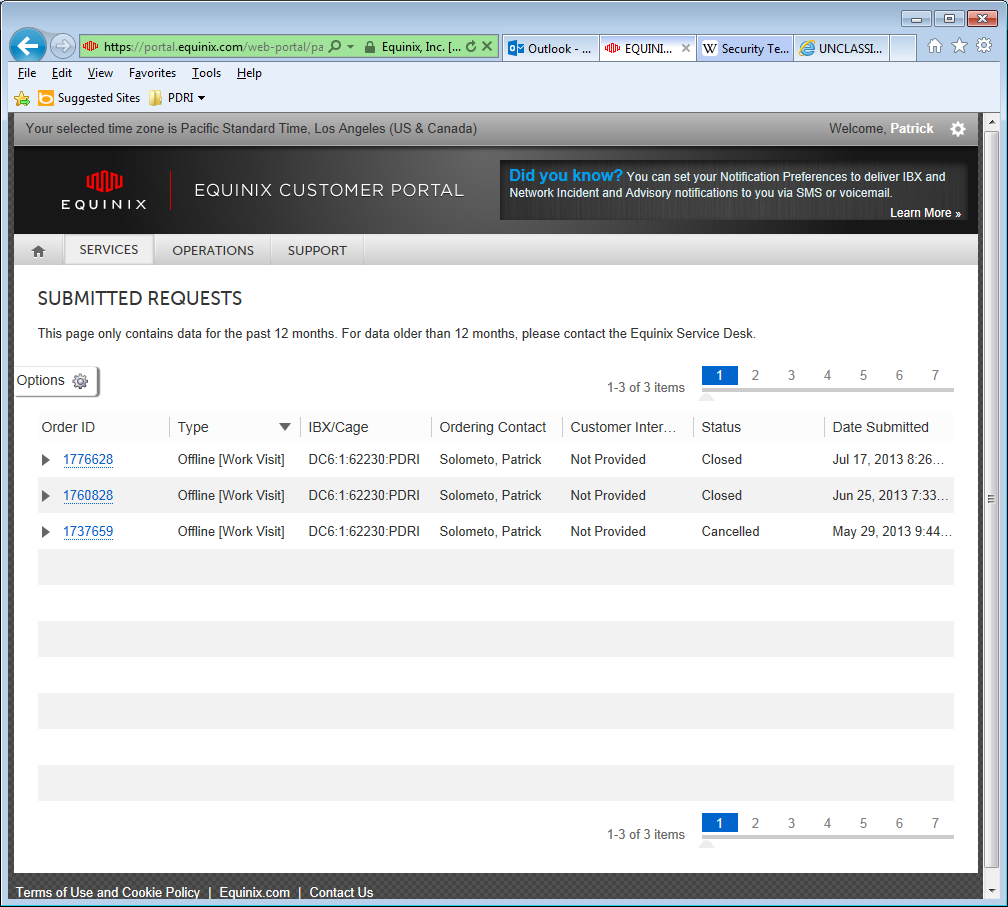 https://portal.equinix.com/web-portal/pa Equinix, Inc. [... Outlook - ... EQUINI... Security Te... UNCLASSI...
File Edit View Favorites Tools Help
Suggested Sites PDRI
Your selected time zone is Pacific Standard Time, Los Angeles (US & Canada) Welcome, Patrick
EQUINIX
EQUINIX CUSTOMER PORTAL
Did you know? You can set your Notification Preferences to deliver IBX and
Network Incident and Advisory notifications to you via SMS or voicemail.
Learn More »
SERVICES OPERATIONS SUPPORT
SUBMITTED REQUESTS
This page only contains data for the past 12 months. For data older than 12 months, please contact the Equinix Service Desk.
Options
1-3 of 3 items 1 2 3 4 5 6 7
Order ID Type IBX/Cage Ordering Contact Customer Inter... Status Date Submitted
1776628 Offline [Work Visit] DC6:1:62230:PDRI Solometo, Patrick Not Provided Closed Jul 17, 2013 8:26...
1760828 Offline [Work Visit] DC6:1:62230:PDRI Solometo, Patrick Not Provided Closed Jun 25, 2013 7:33...
1737659 Offline [Work Visit] DC6:1:62230:PDRI Solometo, Patrick Not Provided Cancelled May 29, 2013 9:44...
1-3 of 3 items 1 2 3 4 5 6 7
Terms of Use and Cookie Policy | Equinix.com | Contact Us